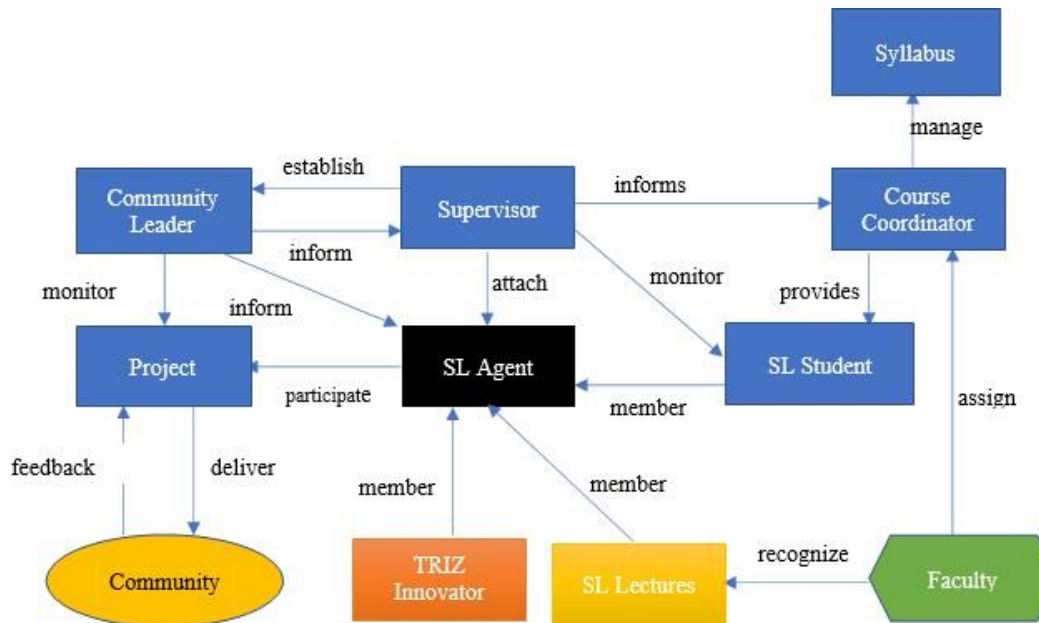 Syllabus
manage
establish
informs
Community
Leader
Supervisor
Course
Coordinator
inform
monitor
attach
monitor
provides
inform
Project
SL Agent
SL Student
participate
member
assign
feedback
deliver
member
member
recognize
Community
TRIZ
Innovator
SL Lectures
Faculty